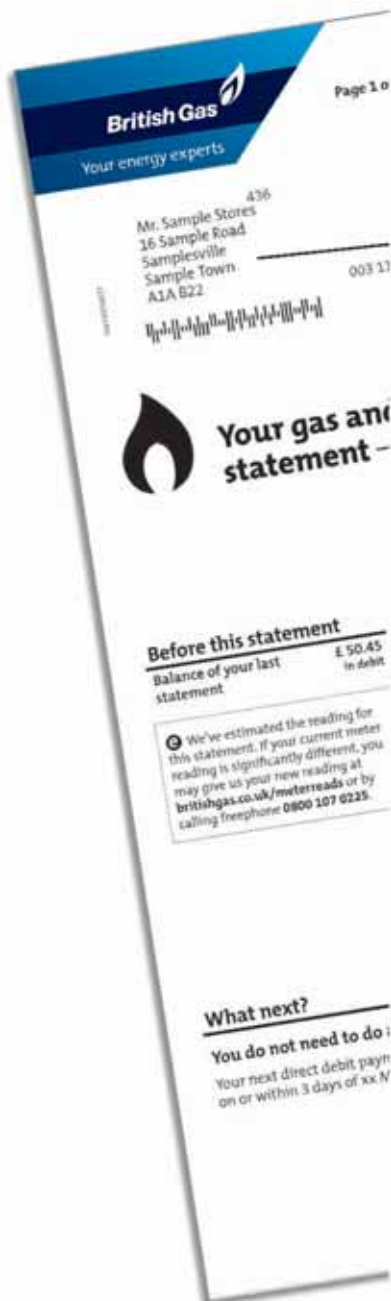 British Gas
Your energy experts
Page 1 o
436
Mr. Sample Stores
16 Sample Road
Samplesville
Sample Town
A1A B22
003 13
Your gas and
statement –
Before this statement
Balance of your last £ 50.45
statement in debit
e We've estimated the reading for
this statement. If your current meter
reading is significantly different, you
may give us your new reading at
britishgas.co.uk/meterreads or by
calling freephone 0800 107 0225.
What next?
You do not need to do
Your next direct debit paym
on or within 3 days of xx M